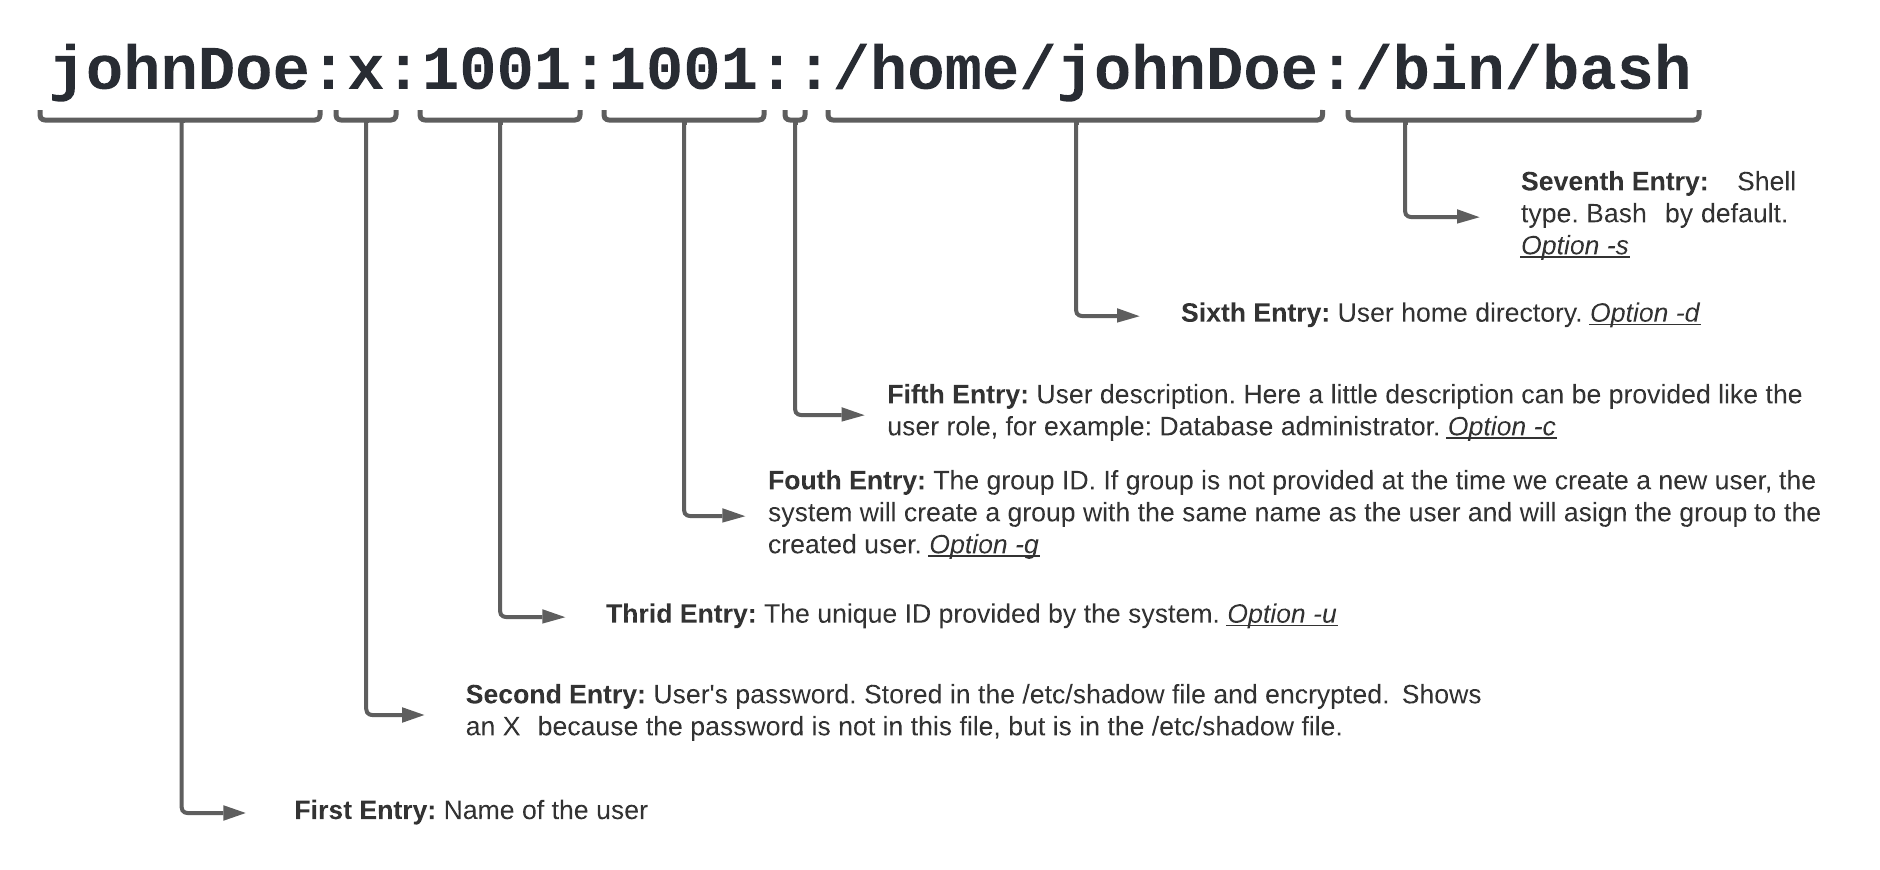 johnDoe:x:1001:1001::/home/johnDoe:/bin/bash
Seventh Entry: Shell
type. Bash by default.
Option -s
Sixth Entry: User home directory. Option -d
Fifth Entry: User description. Here a little description can be provided like the
user role, for example: Database administrator. Option -c
Fouth Entry: The group ID. If group is not provided at the time we create a new user, the
system will create a group with the same name as the user and will asign the group to the
created user. Option -g
Thrid Entry: The unique ID provided by the system. Option -u
Second Entry: User's password. Stored in the /etc/shadow file and encrypted. Shows
an X because the password is not in this file, but is in the /etc/shadow file.
First Entry: Name of the user